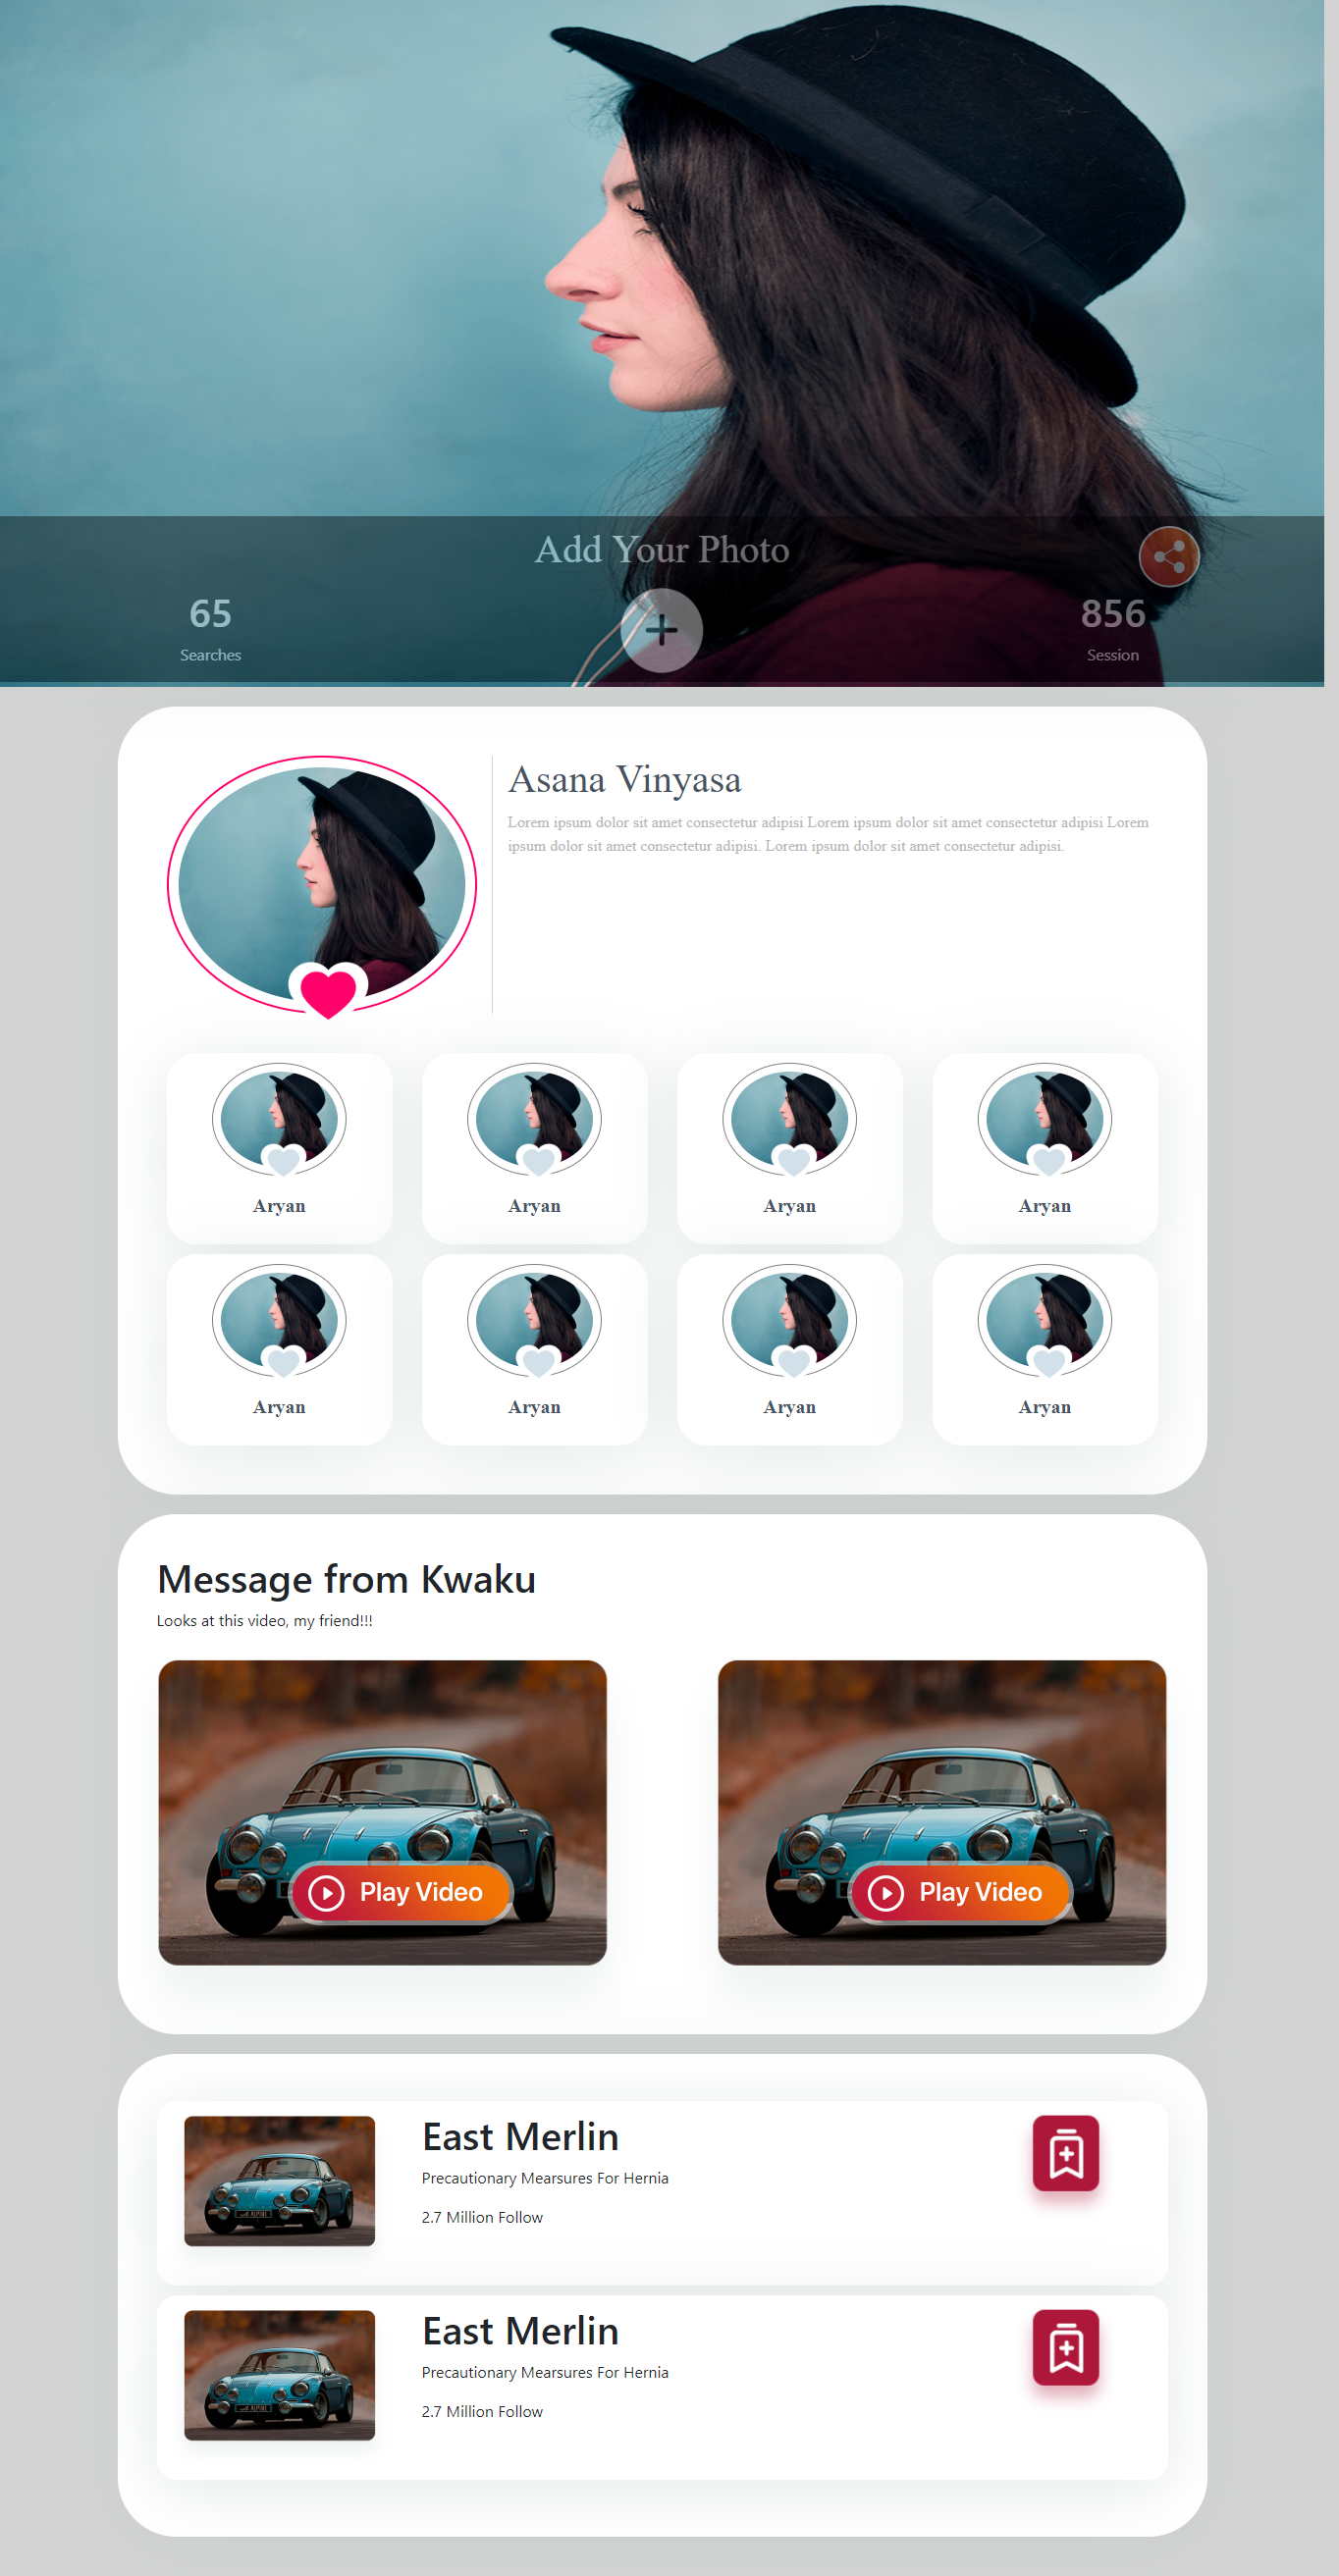 Add Your Photo
65
856
Searches
Session
Asana Vinyasa
Lorem ipsum dolor sit amet consectetur adipisi Lorem ipsum dolor sit amet consectetur adipisi Lorem
ipsum dolor sit amet consectetur adipisi. Lorem ipsum dolor sit amet consectetur adipisi.
Aryan
Aryan
Aryan
Aryan
Aryan
Aryan
Aryan
Aryan
Message from Kwaku
Looks at this video, my friend!!!
Play Video
Play Video
East Merlin
Precautionary Mearsures For Hernia
2.7 Million Follow
ALPINE
East Merlin
Precautionary Mearsures For Hernia
2.7 Million Follow
ALPINE